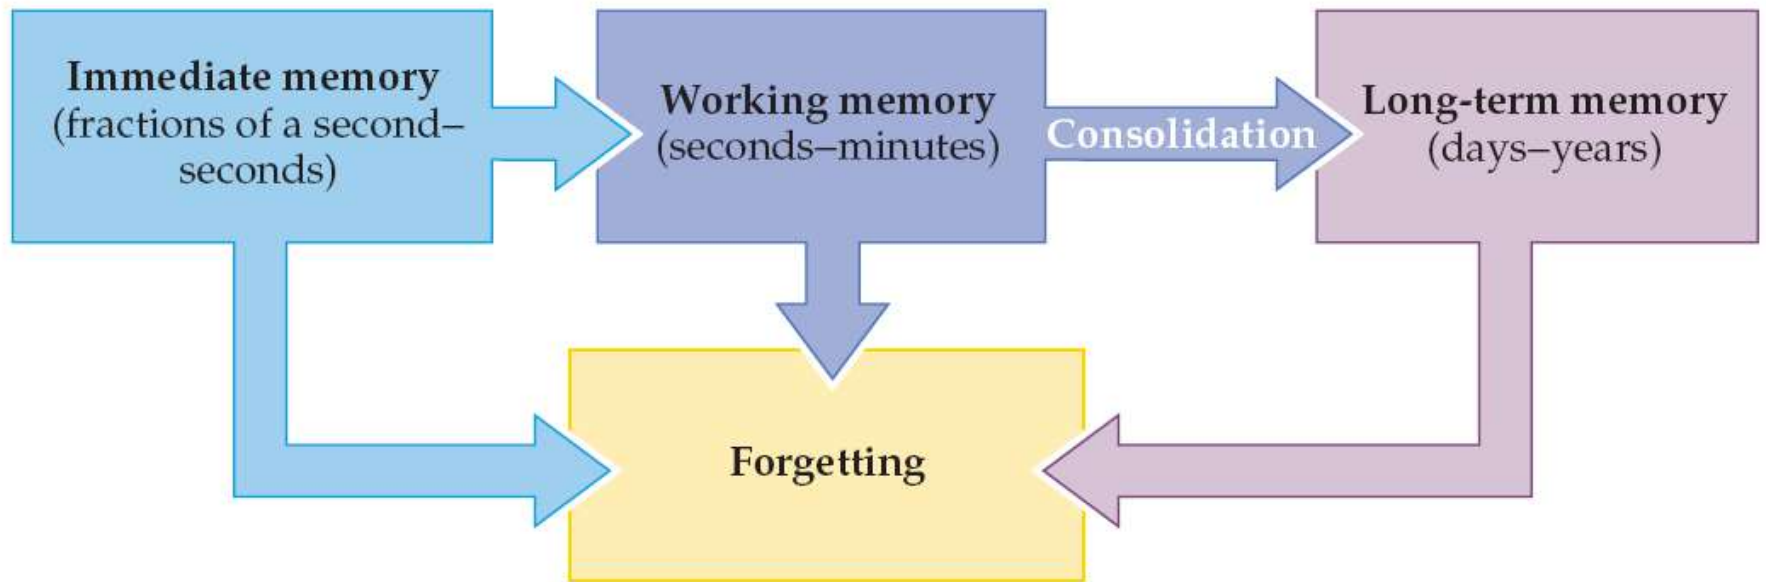 Immediate memory
(fractions of a second–
seconds)
Working memory
(seconds–minutes)
Consolidation
Long-term memory
(days–years)
Forgetting